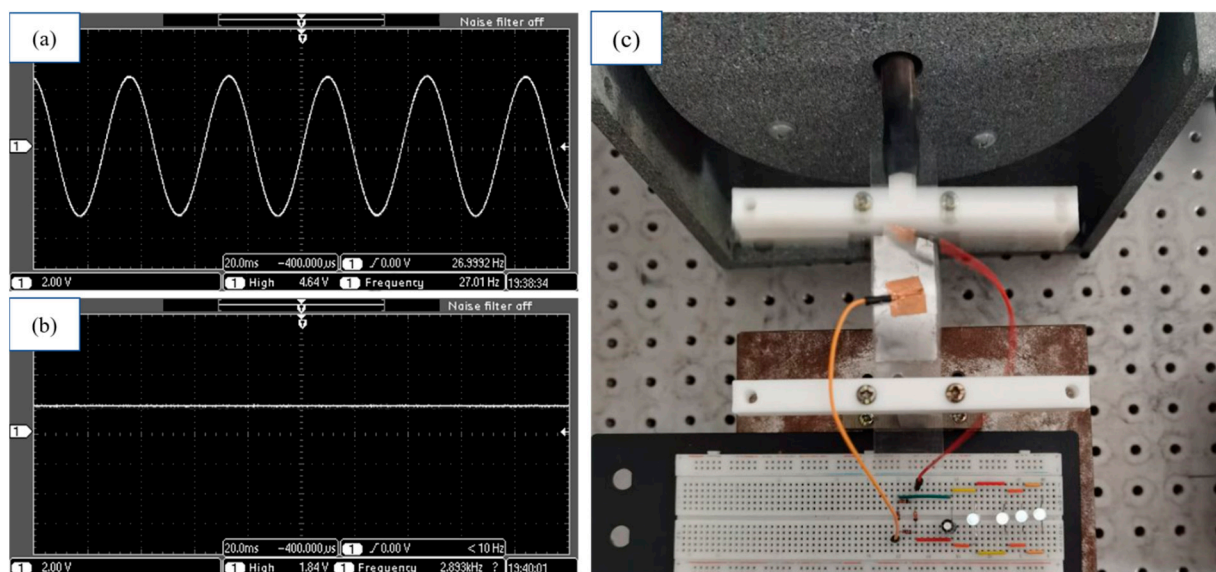 (a)
Noise filter off
T
T
1
20.0ms -400.000μs 1 ∫ 0.00 V 26.9992 Hz
1 2.00 V 1 High 4.64 V 1 Frequency 27.01 Hz 19:38:34
(b)
Noise filter off
T
T
1
20.0ms -400.000μs 1 ∫ 0.00 V <10 Hz
1 2.00 V 1 High 1.84 V 1 Frequency 2.893kHz ? 19:40:01
(c)